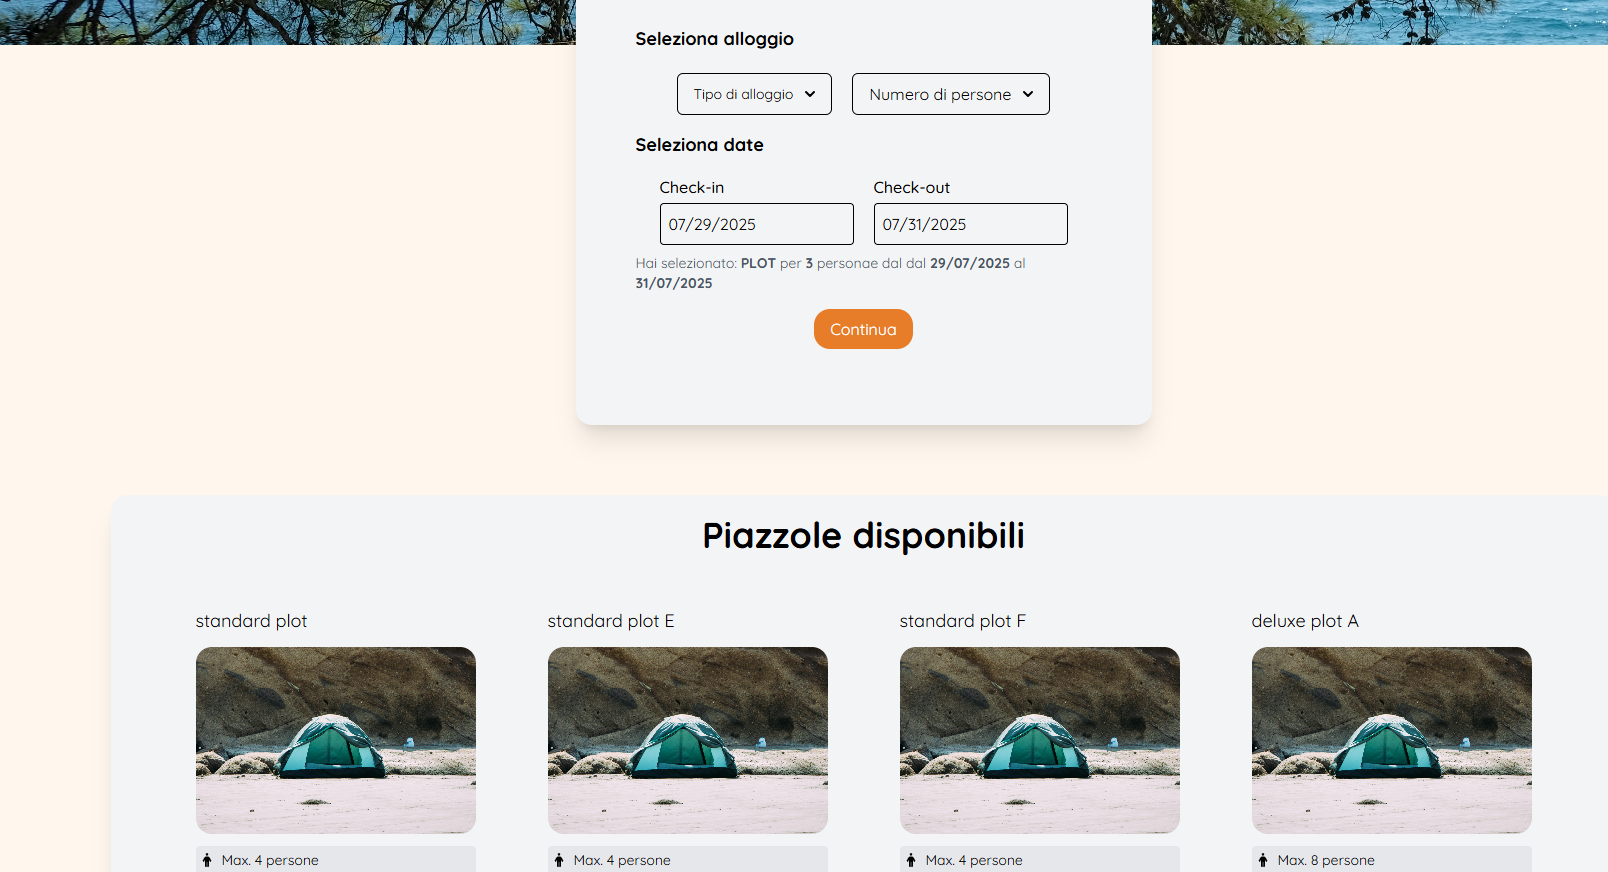 Seleziona alloggio
Tipo di alloggio Numero di persone
Seleziona date
Check-in Check-out
07/29/2025 07/31/2025
Hai selezionato: PLOT per 3 personae dal dal 29/07/2025 al
31/07/2025
Continua
Piazzole disponibili
standard plot standard plot E standard plot F deluxe plot A
Max. 4 persone Max. 4 persone Max. 4 persone Max. 8 persone